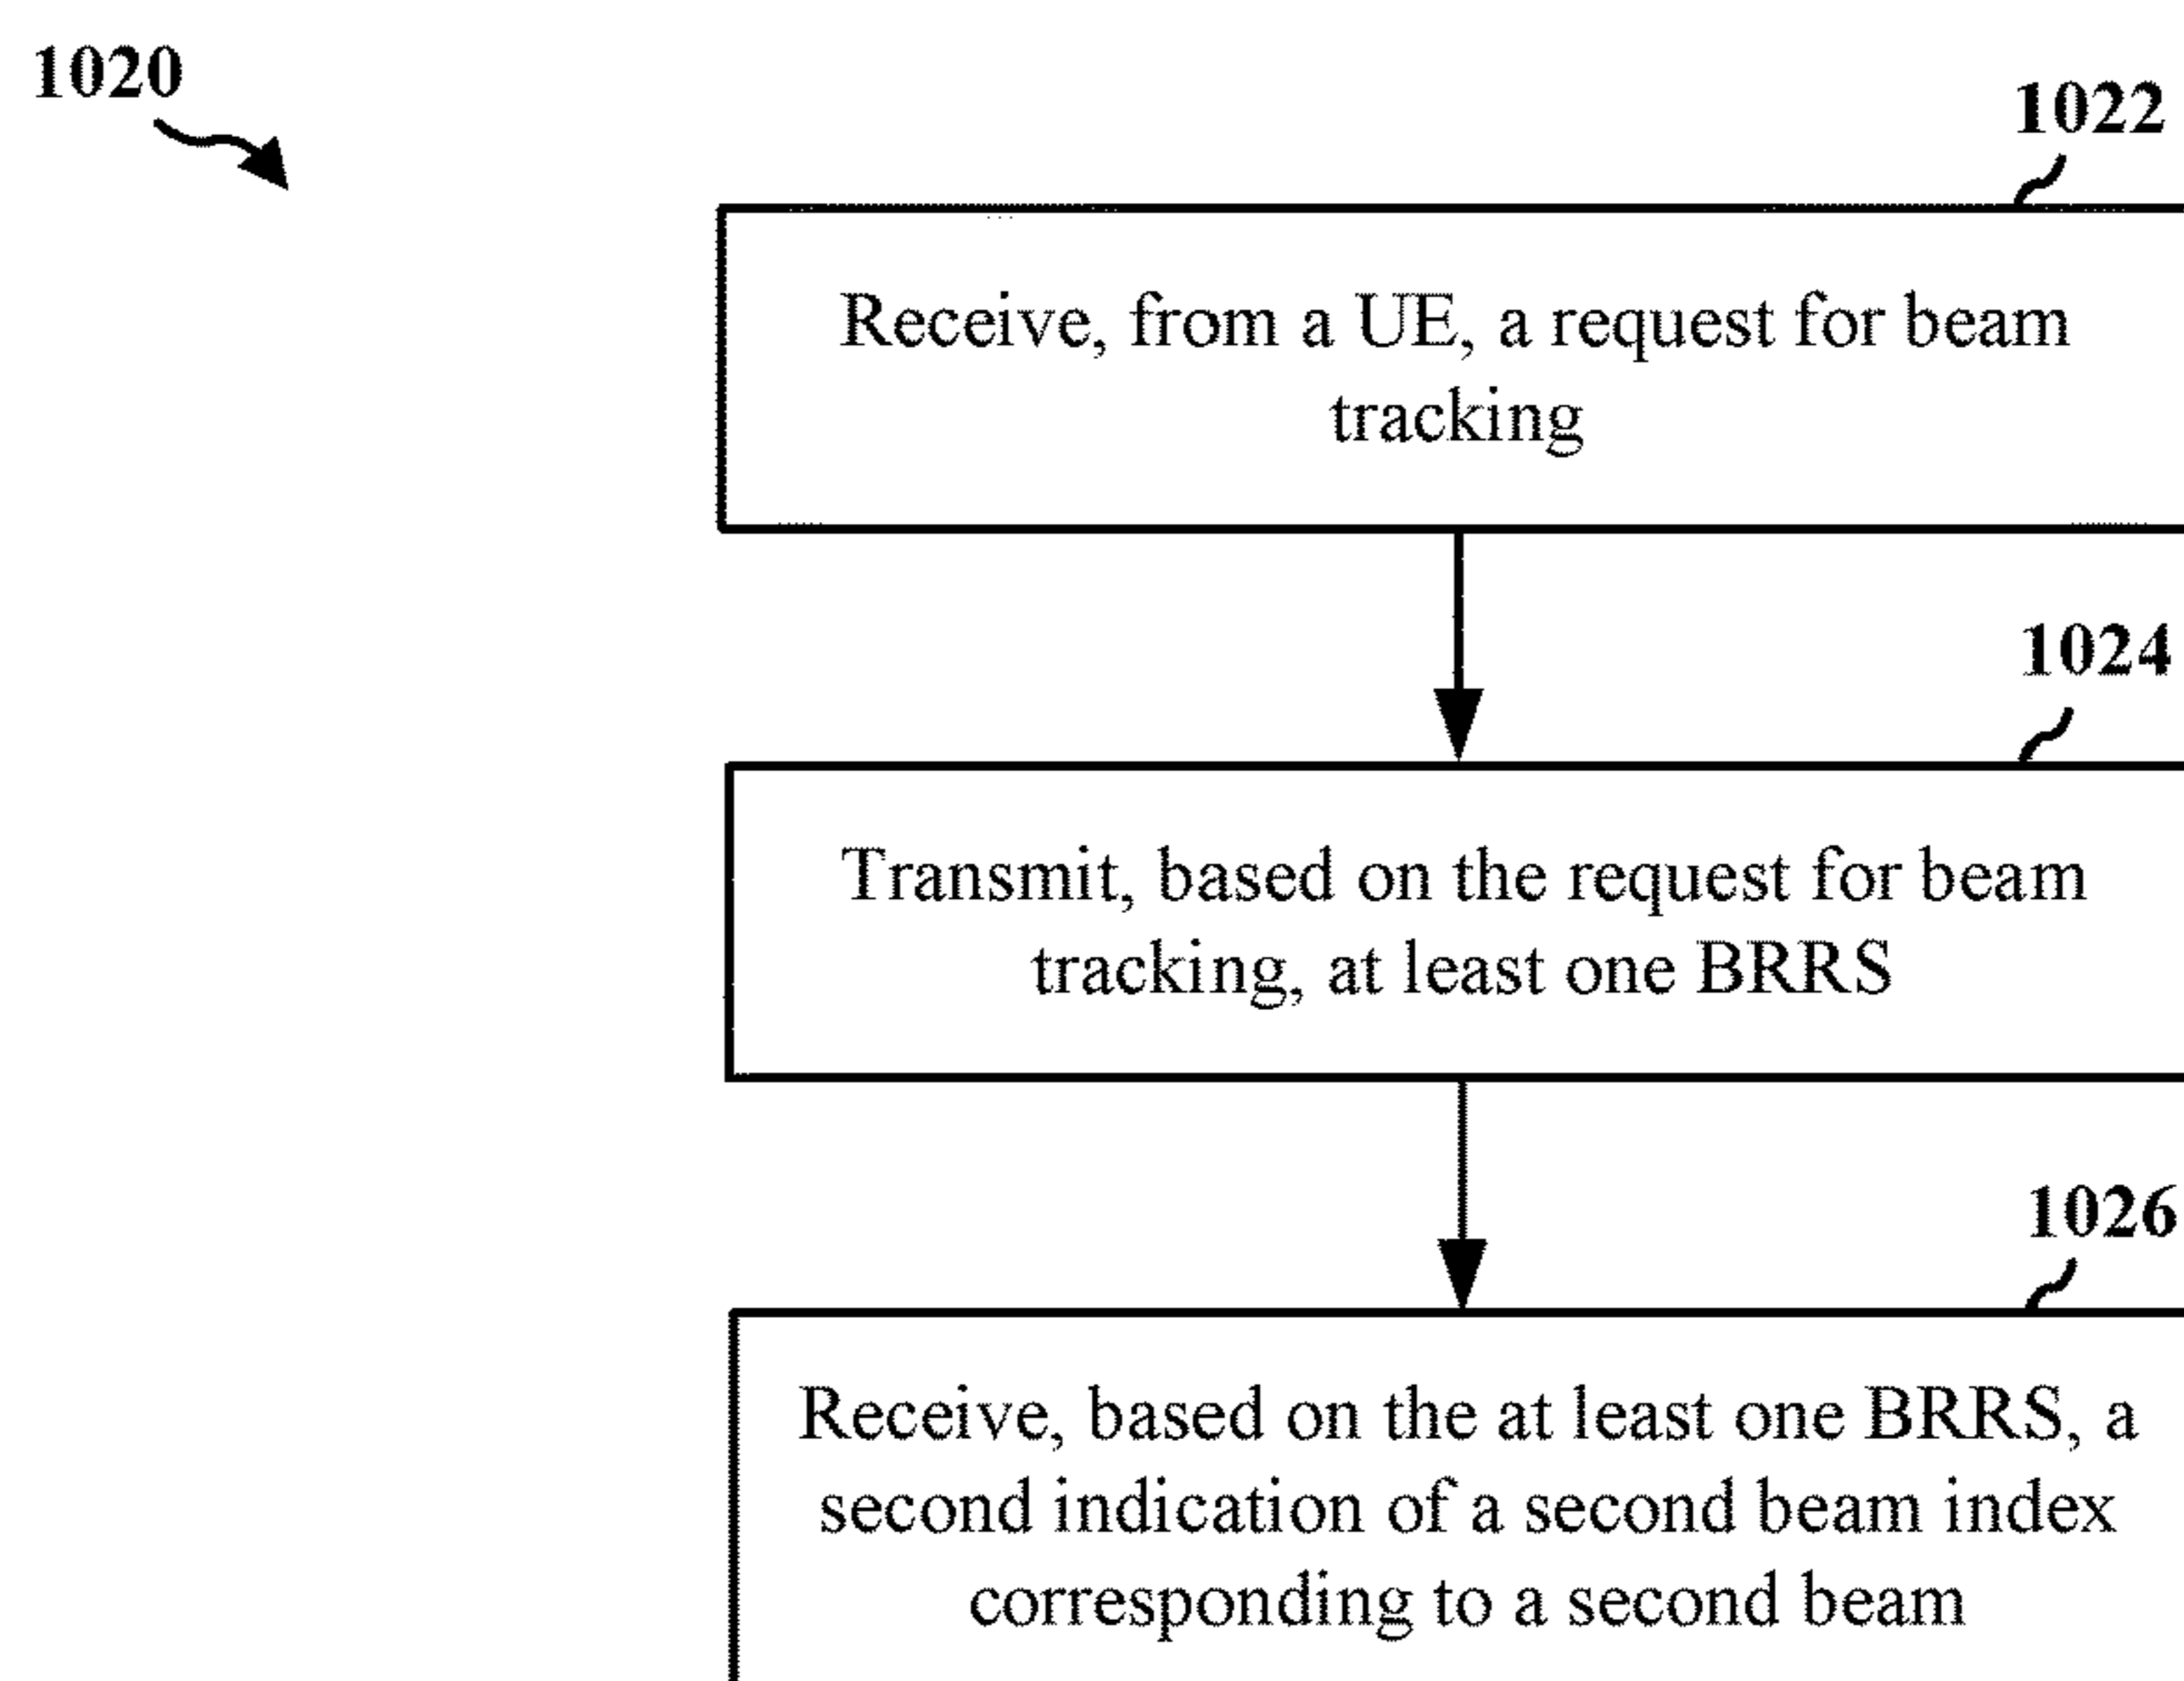 1020
1022
Receive, from a UE, a request for beam
tracking
1024
Transmit, based on the request for beam
tracking, at least one BRRS
1026
Receive, based on the at least one BRRS, a
second indication of a second beam index
corresponding to a second beam